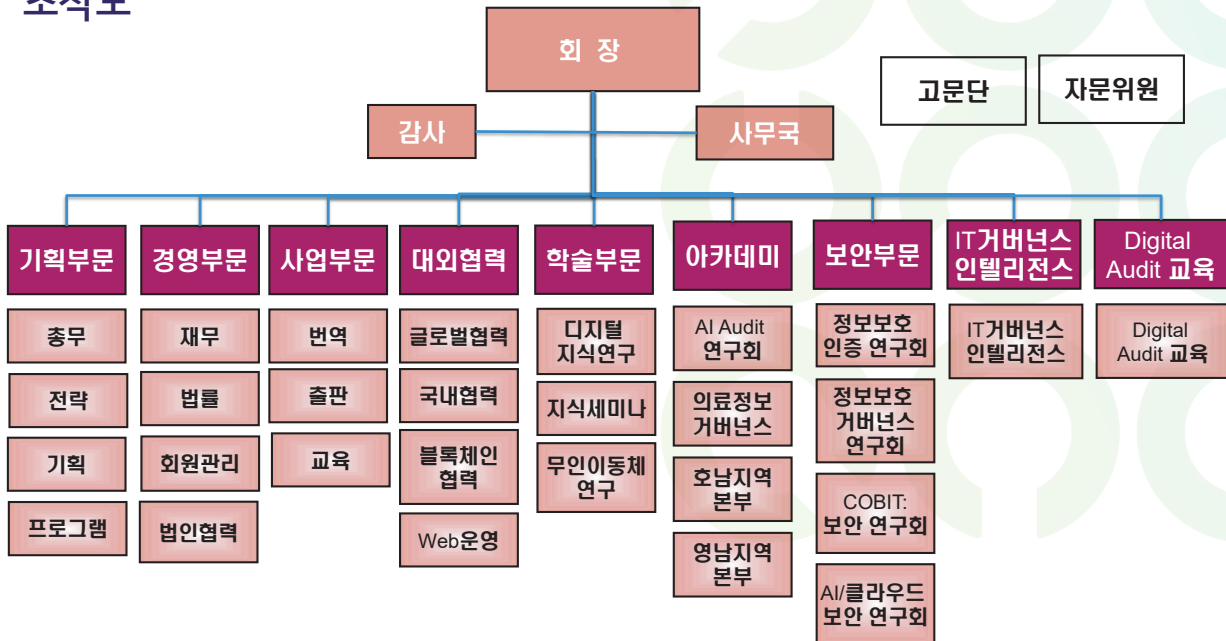 조직도
회 장
고문단
자문위원
감사
사무국
기획부문
경영부문
사업부문
대외협력
학술부문
아카데미
보안부문
IT거버넌스
인텔리전스
Digital
Audit 교육
총무
전략
기획
프로그램
재무
법률
회원관리
법인협력
번역
출판
교육
글로벌협력
국내협력
블록체인
협력
Web운영
디지털
지식연구
지식세미나
무인이동체
연구
AI Audit
연구회
의료정보
거버넌스
호남지역
본부
영남지역
본부
정보보호
인증 연구회
정보보호
거버넌스
연구회
COBIT:
보안 연구회
AI/클라우드
보안 연구회
IT거버넌스
인텔리전스
Digital
Audit 교육